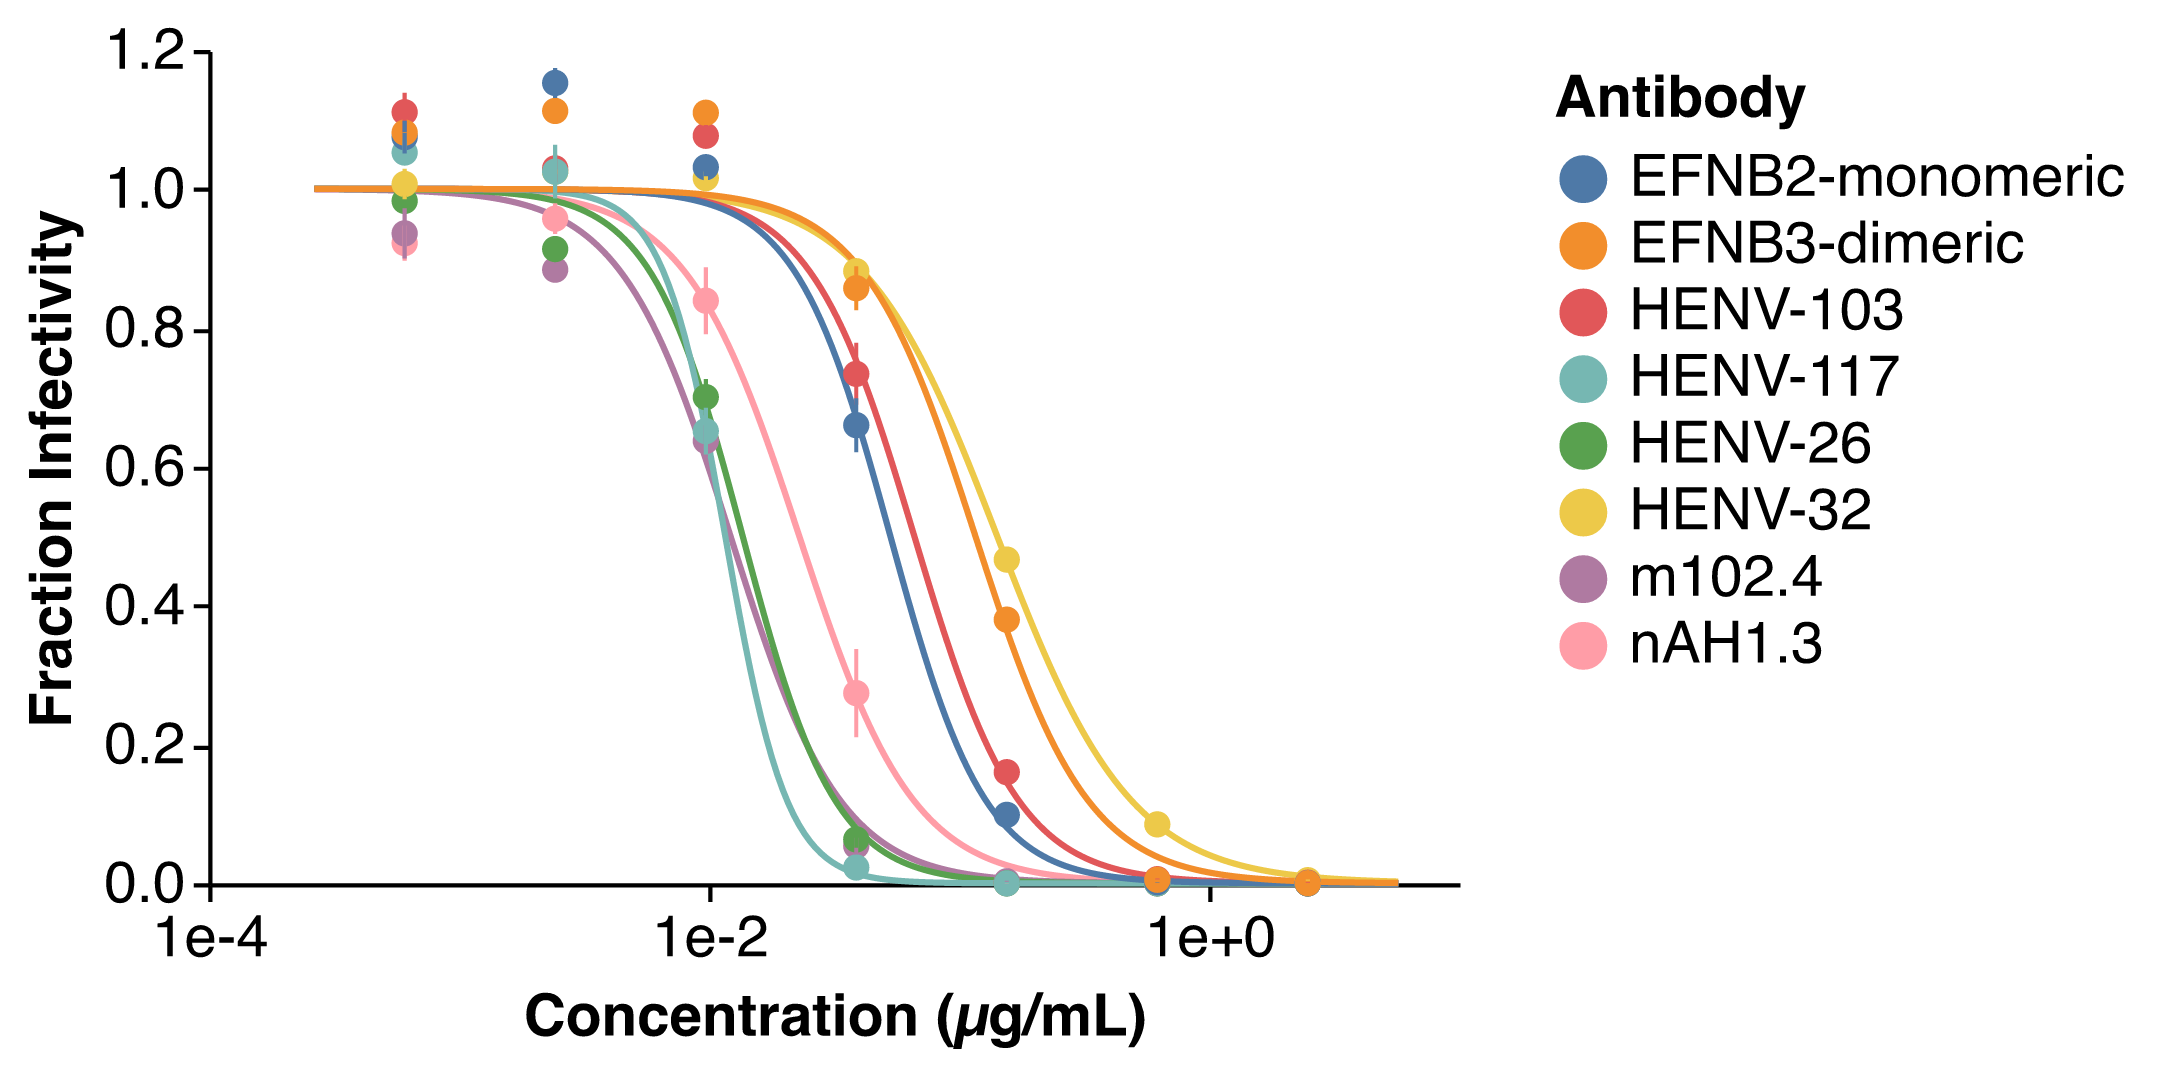 1.2
1.0
0.8
0.6
0.4
0.2
0.0
Fraction Infectivity
1e-4
1e-2
1e+0
Concentration (µg/mL)
Antibody
EFNB2-monomeric
EFNB3-dimeric
HENV-103
HENV-117
HENV-26
HENV-32
m102.4
nAH1.3